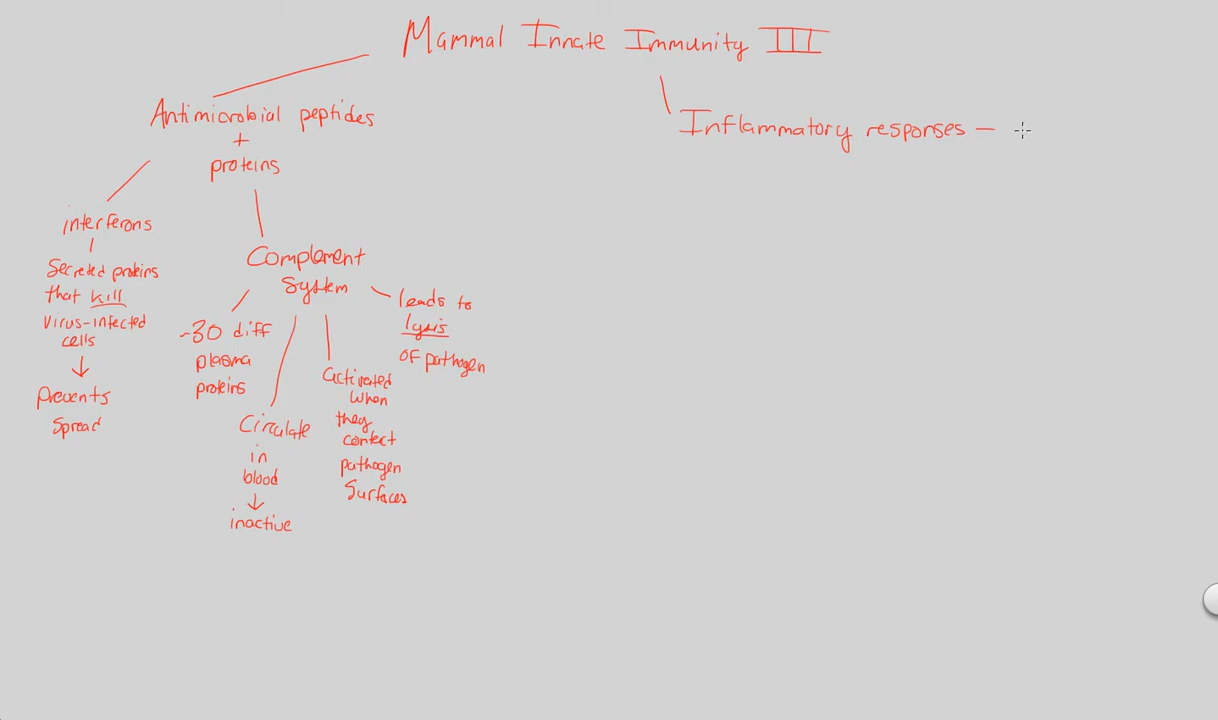 Mammal Innate Immunity III
Antimicrobial peptides
+
proteins
interferons
Secreted proteins
that kill
virus-infected
cells
↓
Prevents
Spread
Complement
System
~30 diff
plasma
proteins
Circulate
in
blood
↓
inactive
activated
when
they
contact
pathogen
Surfaces
leads to
lysis
of pathogen
Inflammatory responses –